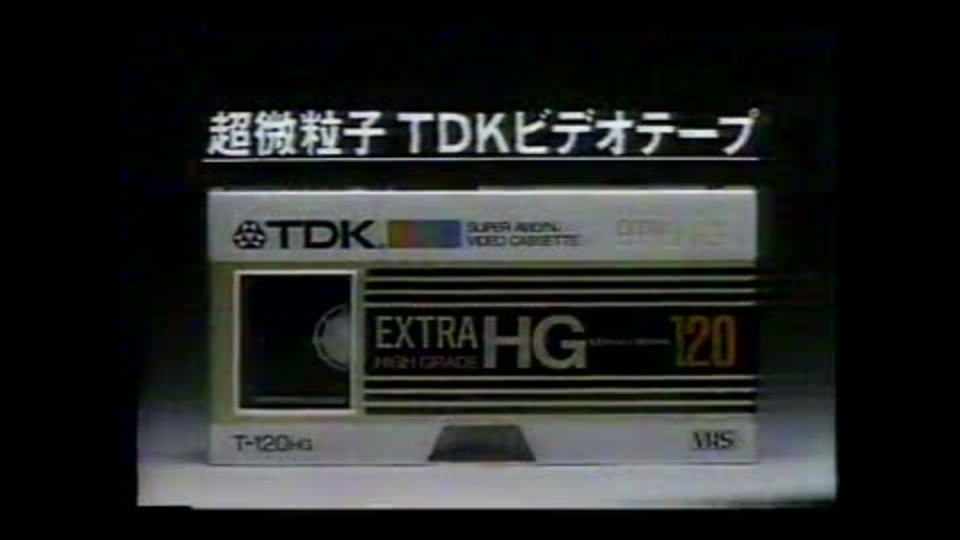 超微粒子 TDKビデオテープ
TDK SUPER AVILYN
VIDEO CASSETTE
EXTRA HG 120
HIGH GRADE
T-120HG
VHS